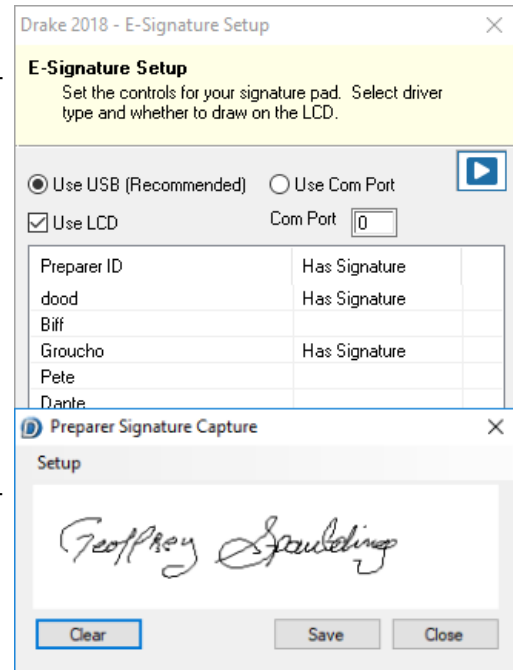 Drake 2018 - E-Signature Setup
E-Signature Setup
Set the controls for your signature pad. Select driver
type and whether to draw on the LCD.
Use USB (Recommended) Use Com Port
Use LCD Com Port 0
Preparer ID Has Signature
dood Has Signature
Biff
Groucho Has Signature
Pete
Dante
Preparer Signature Capture
Setup
Geoffrey Spaulding
Clear Save Close